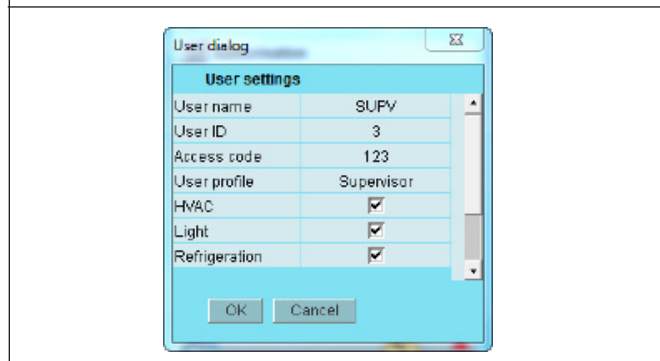 User dialog
User settings
User name SUPV
User ID 3
Access code 123
User profile Supervisor
HVAC
Light
Refrigeration
OK Cancel